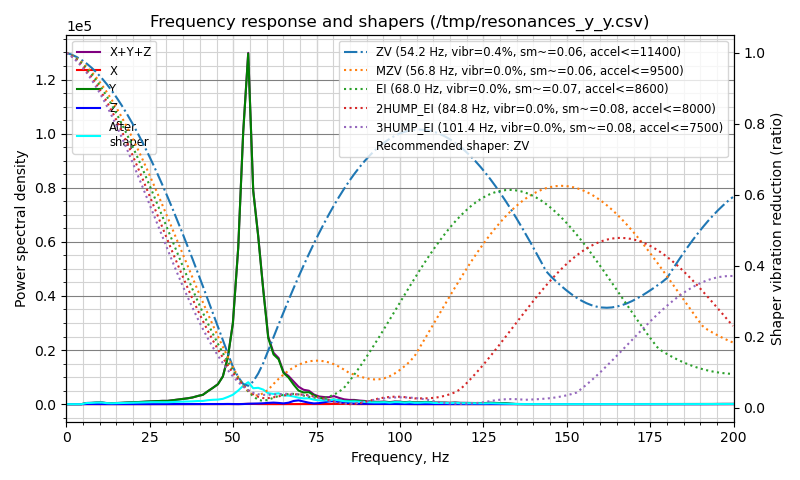 Frequency response and shapers (/tmp/resonances_y_y.csv)
1e5
X+Y+Z
X
Y
Z
After
shaper
ZV (54.2 Hz, vibr=0.4%, sm~=0.06, accel<=11400)
MZV (56.8 Hz, vibr=0.0%, sm~=0.06, accel<=9500)
EI (68.0 Hz, vibr=0.0%, sm~=0.07, accel<=8600)
2HUMP_EI (84.8 Hz, vibr=0.0%, sm~=0.08, accel<=8000)
3HUMP_EI (101.4 Hz, vibr=0.0%, sm~=0.08, accel<=7500)
recommended shaper: ZV
Power spectral density
1.2
1.0
0.8
0.6
0.4
0.2
0.0
1.0
0.8
0.6
0.4
0.2
0.0
Shaper vibration reduction (ratio)
0 25 50 75 100 125 150 175 200
Frequency, Hz